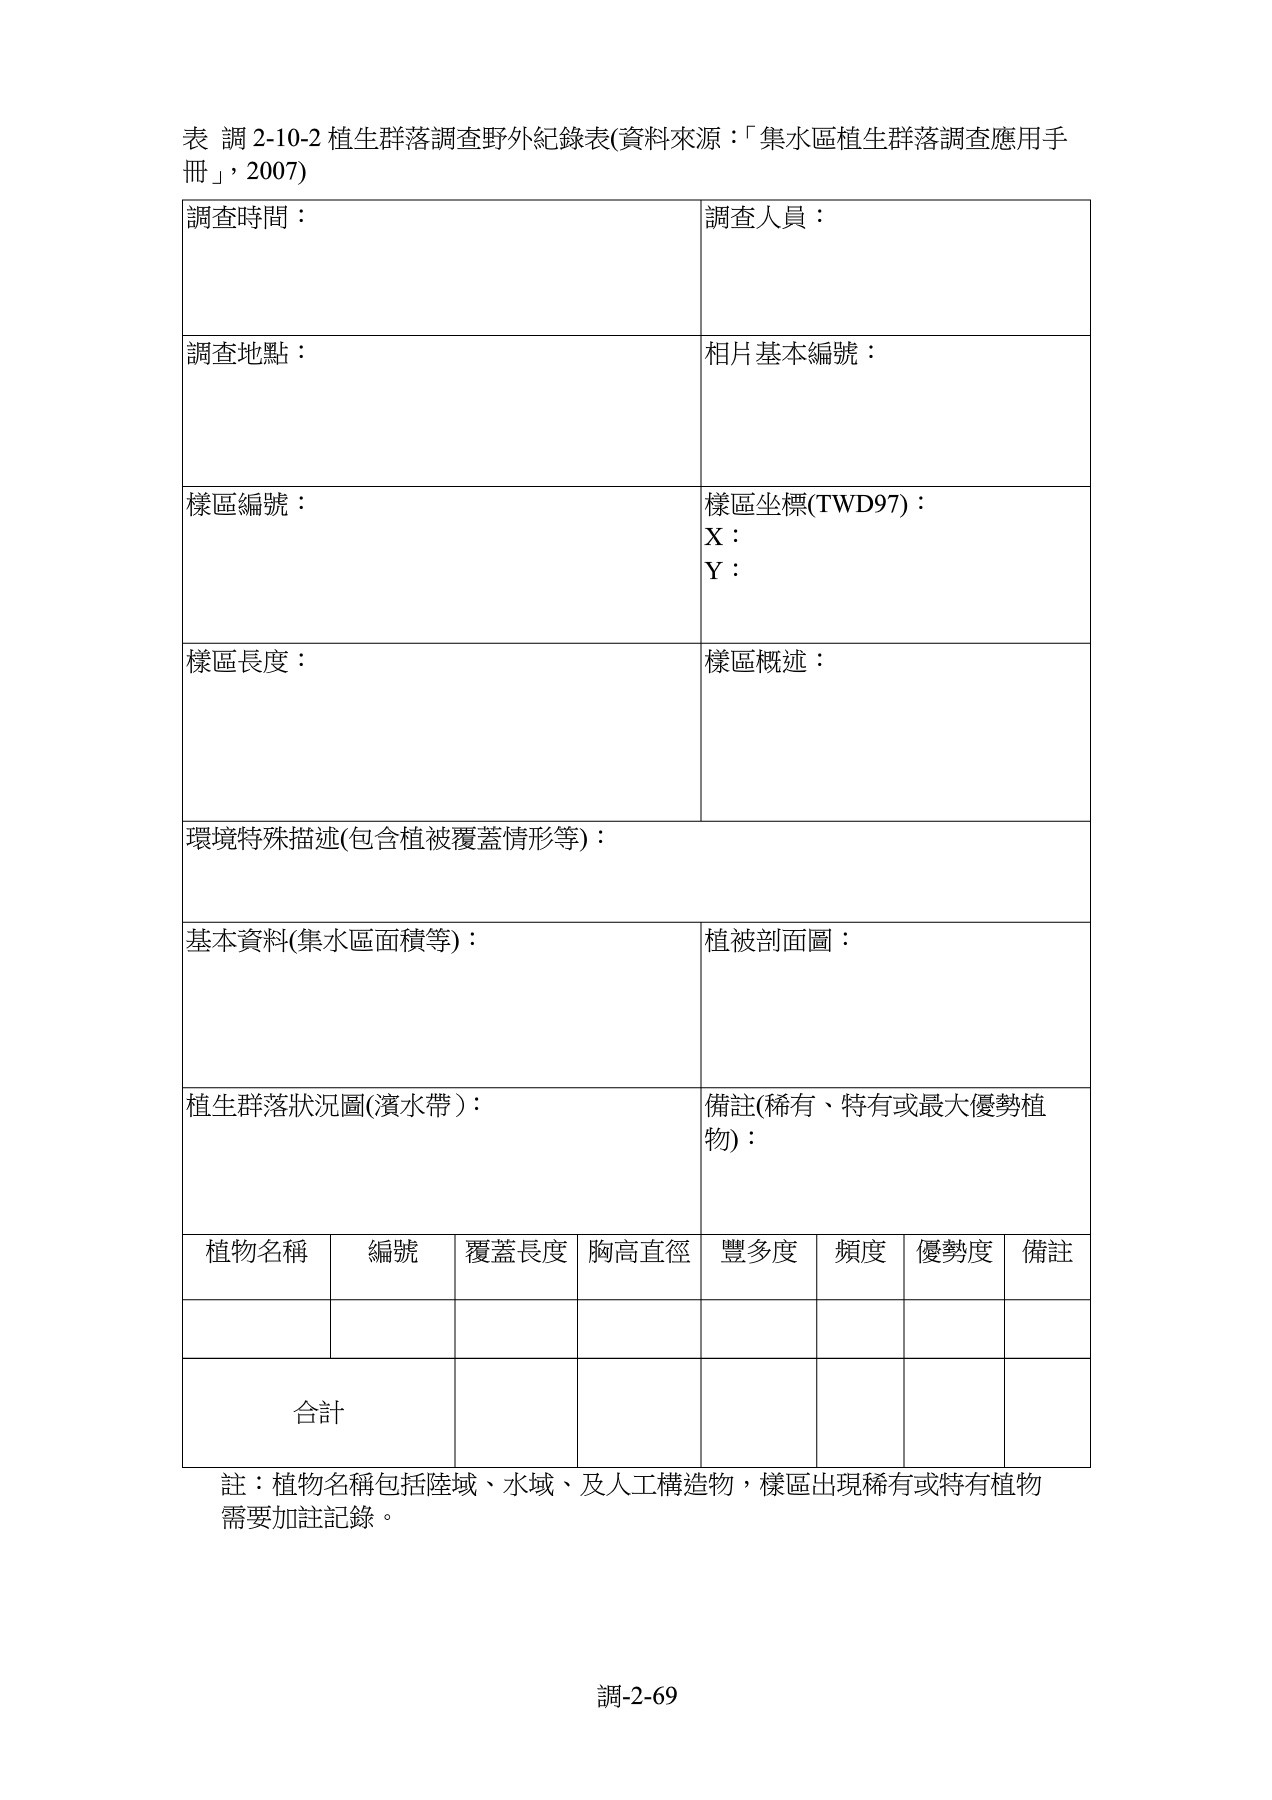 表 調 2-10-2 植生群落調查野外紀錄表(資料來源：「集水區植生群落調查應用手
冊」，2007)
調查時間：
調查人員：
調查地點：
相片基本編號：
樣區編號：
樣區坐標(TWD97)：
X：
Y：
樣區長度：
樣區概述：
環境特殊描述(包含植被覆蓋情形等)：
基本資料(集水區面積等)：
植被剖面圖：
植生群落狀況圖(濱水帶)：
備註(稀有、特有或最大優勢植
物)：
植物名稱 編號 覆蓋長度 胸高直徑 豐多度 頻度 優勢度 備註
合計
註：植物名稱包括陸域、水域、及人工構造物，樣區出現稀有或特有植物
需要加註記錄。
調-2-69